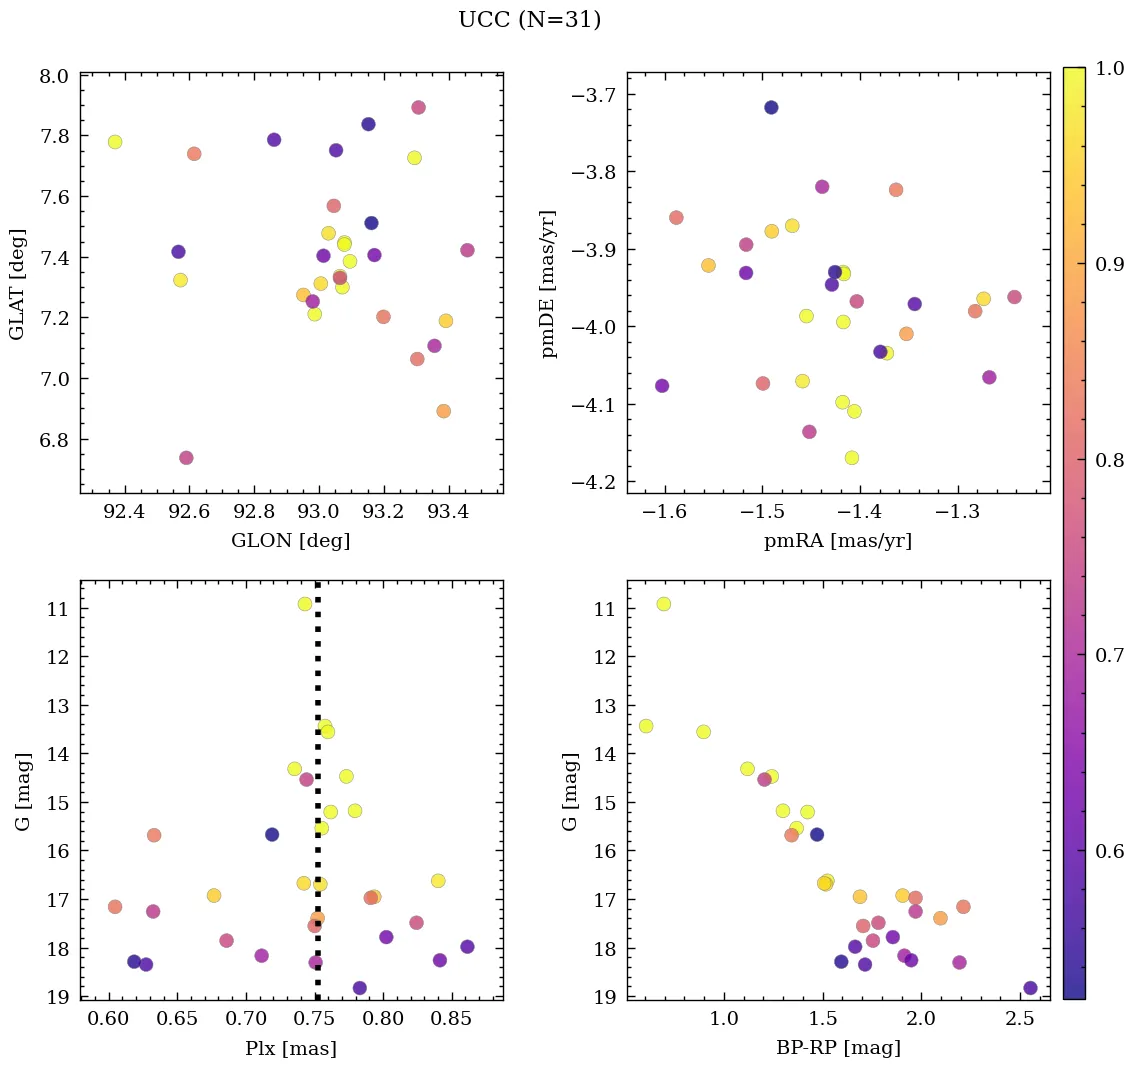 UCC (N=31)
8.0
7.8
7.6
7.4
7.2
7.0
6.8
GLAT [deg]
92.4 92.6 92.8 93.0 93.2 93.4
GLON [deg]
−3.7
−3.8
−3.9
−4.0
−4.1
−4.2
pmDE [mas/yr]
−1.6 −1.5 −1.4 −1.3
pmRA [mas/yr]
1.0
0.9
0.8
0.7
0.6
11
12
13
14
15
16
17
18
19
G [mag]
0.60 0.65 0.70 0.75 0.80 0.85
Plx [mas]
11
12
13
14
15
16
17
18
19
G [mag]
1.0 1.5 2.0 2.5
BP-RP [mag]